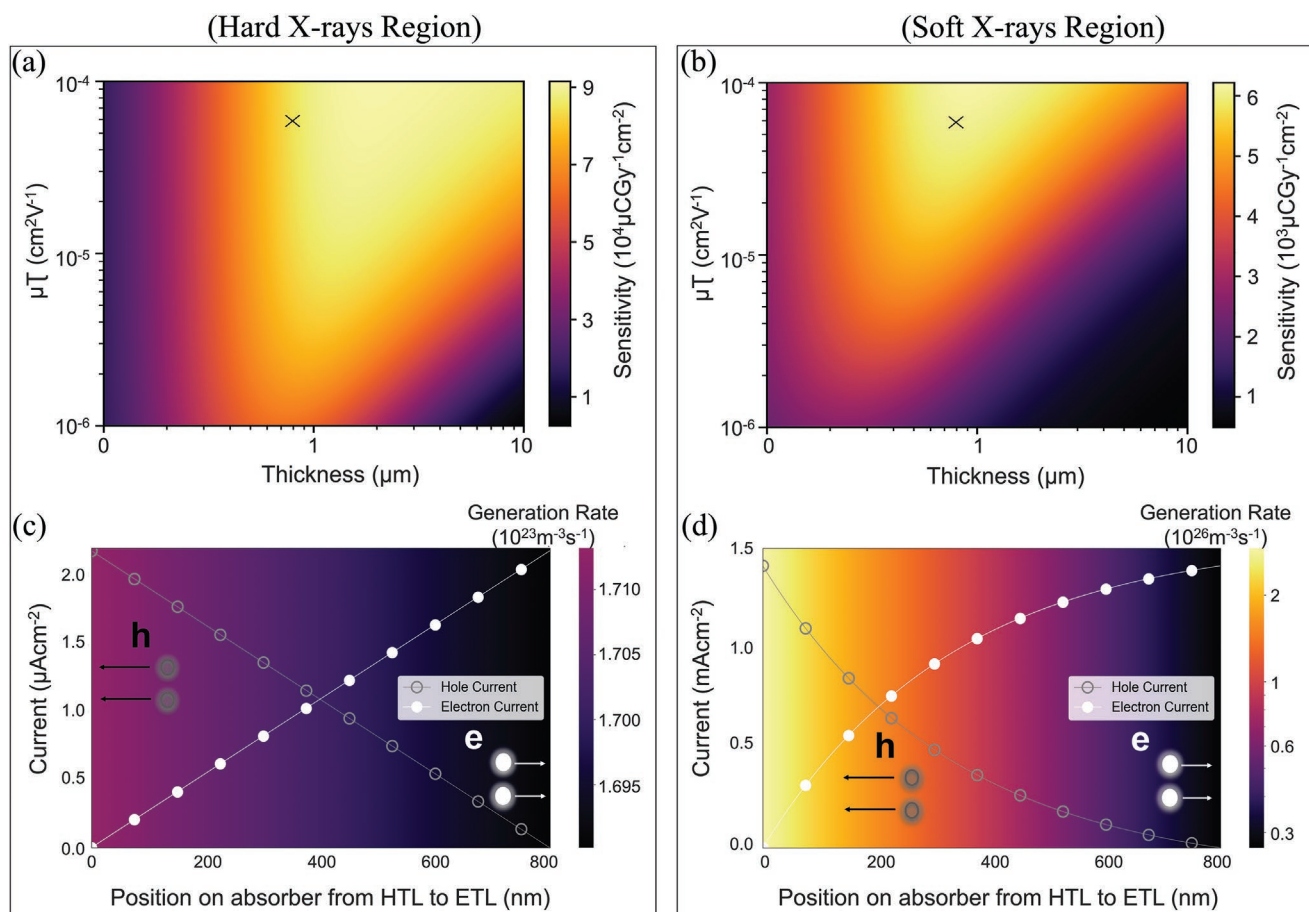 (Hard X-rays Region)
(Soft X-rays Region)
(a)
10⁻⁴
10⁻⁵
10⁻⁶
μԎ (cm²V⁻¹)
0
1
10
Thickness (μm)
9
7
5
3
1
Sensitivity (10⁴μCGy⁻¹cm⁻²)
(b)
10⁻⁴
10⁻⁵
10⁻⁶
μԎ (cm²V⁻¹)
0
1
10
Thickness (μm)
6
5
4
3
2
1
Sensitivity (10³μCGy⁻¹cm⁻²)
(c)
Generation Rate
(10²³m⁻³s⁻¹)
2.0
1.5
1.0
0.5
0.0
Current (μAcm⁻²)
h
Hole Current
Electron Current
e
1.710
1.704
1.700
1.695
0
200
400
600
800
Position on absorber from HTL to ETL (nm)
(d)
Generation Rate
(10²⁶m⁻³s⁻¹)
1.5
1.0
0.5
0.0
Current (mAcm⁻²)
h
Hole Current
Electron Current
e
2
1
0.6
0.3
0
200
400
600
800
Position on absorber from HTL to ETL (nm)